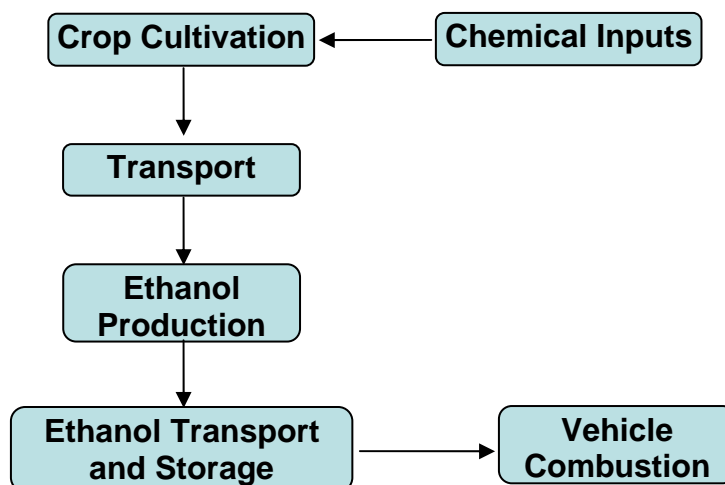 Crop Cultivation
Chemical Inputs
Transport
Ethanol
Production
Ethanol Transport
and Storage
Vehicle
Combustion